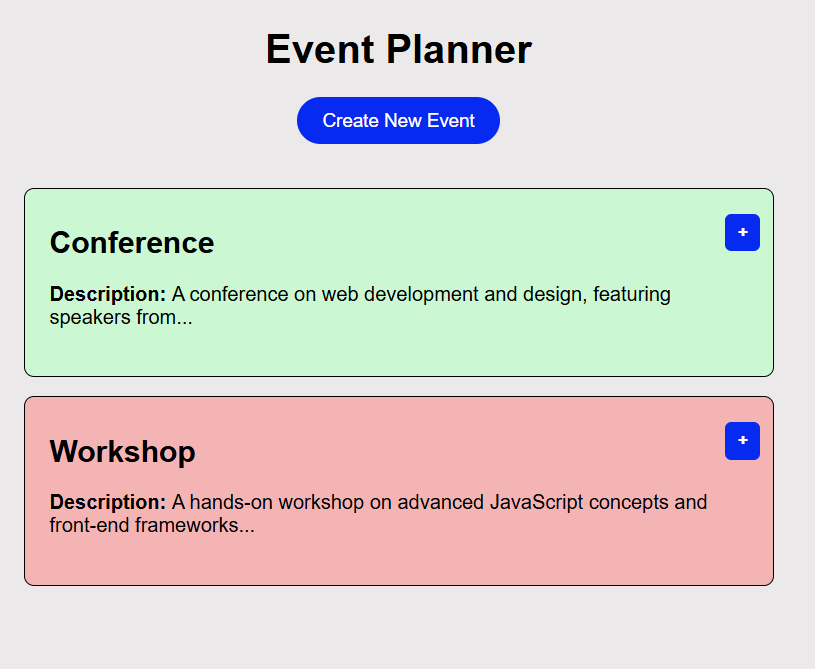 Event Planner
Create New Event
Conference
+
Description: A conference on web development and design, featuring
speakers from...
Workshop
+
Description: A hands-on workshop on advanced JavaScript concepts and
front-end frameworks...